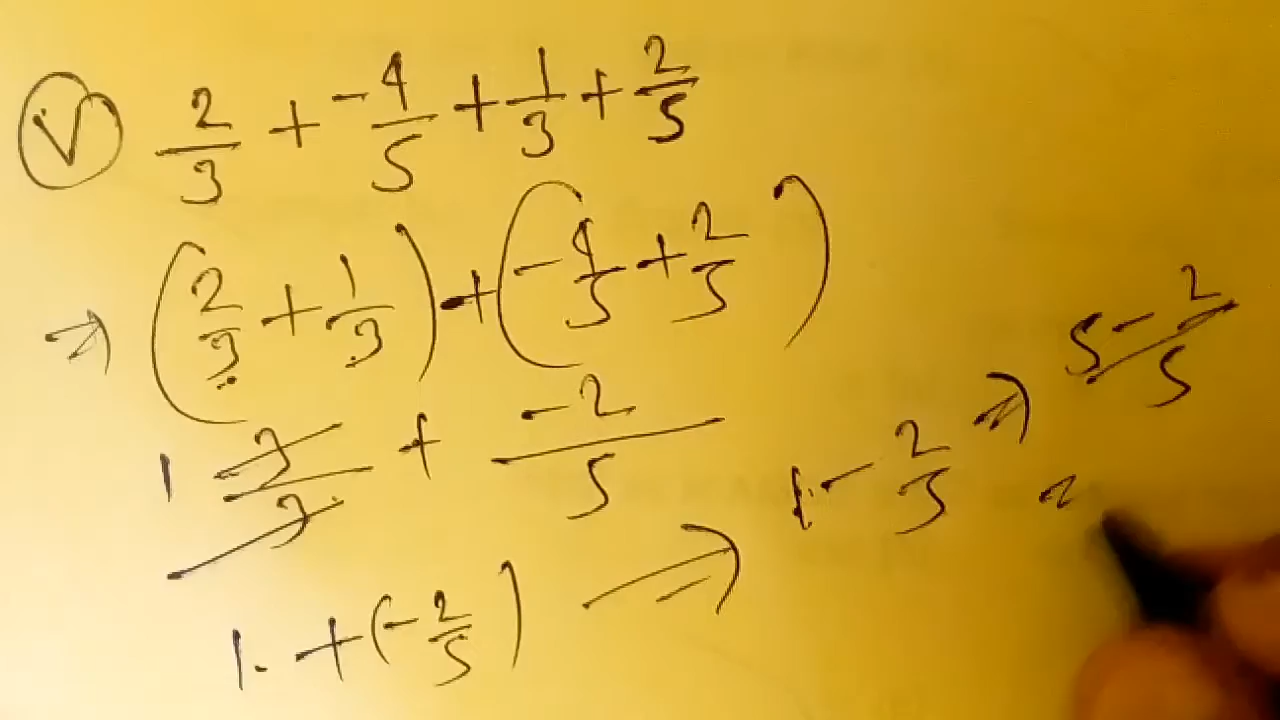 V 2/3 + -4/5 + 1/3 + 2/5
⇒ (2/3 + 1/3) + (-4/5 + 2/5)
1 3/3 + -2/5
1 + (-2/5) ⇒ 1 - 2/5 ⇒ 5-2/5